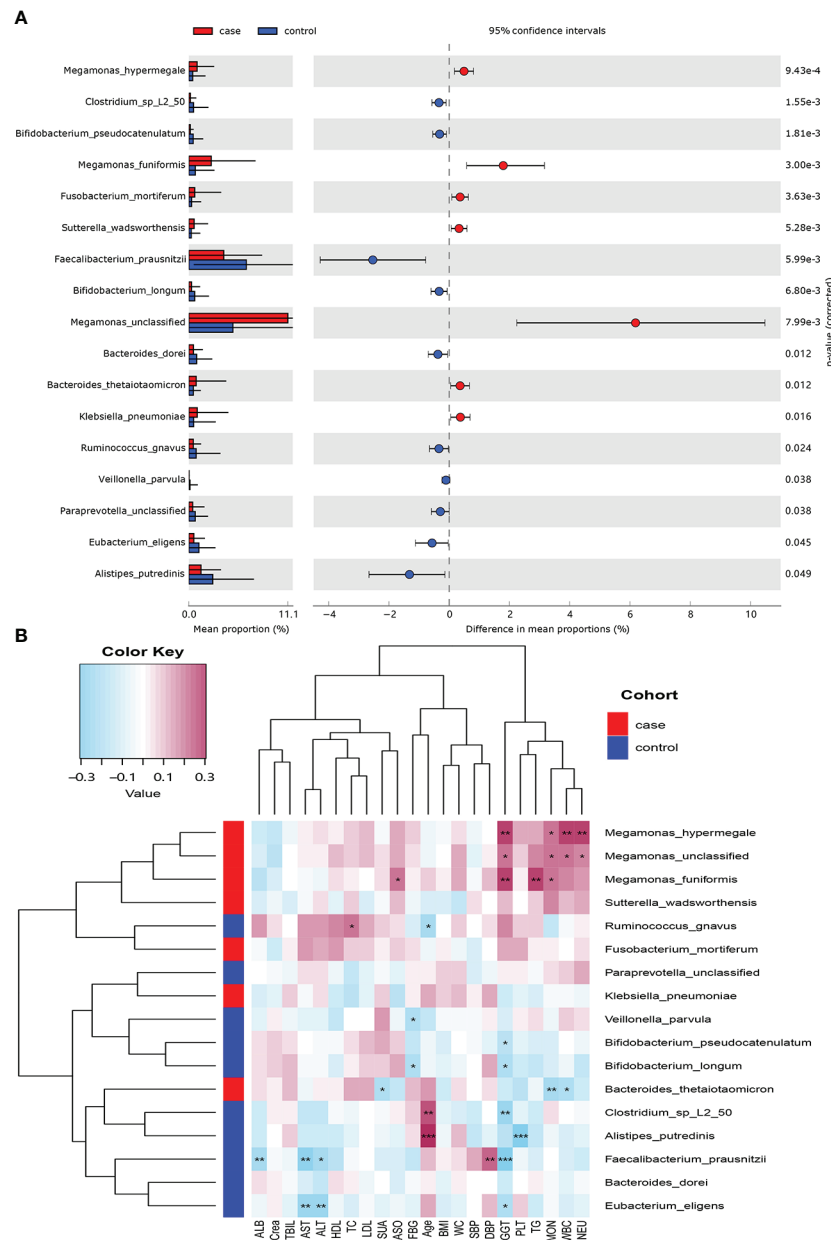 A
case control 95% confidence intervals
Megamonas_hypermegale 9.43e-4
Clostridium_sp_L2_50 1.55e-3
Bifidobacterium_pseudocatenulatum 1.81e-3
Megamonas_funiformis 3.00e-3
Fusobacterium_mortiferum 3.63e-3
Sutterella_wadsworthensis 5.28e-3
Faecalibacterium_prausnitzii 5.99e-3
Bifidobacterium_longum 6.80e-3
Megamonas_unclassified 7.99e-3
p-value (corrected)
Bacteroides_dorei 0.012
Bacteroides_thetaiotaomicron 0.012
Klebsiella_pneumoniae 0.016
Ruminococcus_gnavus 0.024
Veillonella_parvula 0.038
Paraprevotella_unclassified 0.038
Eubacterium_eligens 0.045
Alistipes_putredinis 0.049
0.0 11.1 −4 −2 0 2 4 6 8 10
Mean proportion (%) Difference in mean proportions (%)
B
Color Key
−0.3 −0.1 0.1 0.3
Value
Cohort
case
control
Megamonas_hypermegale ** * ** **
Megamonas_unclassified * * * *
Megamonas_funiformis * ** ** *
Sutterella_wadsworthensis
Ruminococcus_gnavus * *
Fusobacterium_mortiferum
Paraprevotella_unclassified
Klebsiella_pneumoniae
Veillonella_parvula *
Bifidobacterium_pseudocatenulatum *
Bifidobacterium_longum * *
Bacteroides_thetaiotaomicron * ** *
Clostridium_sp_L2_50 ** **
Alistipes_putredinis *** ***
Faecalibacterium_prausnitzii ** ** * ** ***
Bacteroides_dorei
Eubacterium_eligens ** ** *
ALB Crea TBIL AST ALT HDL TC LDL SUA ASO FBG Age BMI WC SBP DBP GGT PLT TG MON WBC NEU